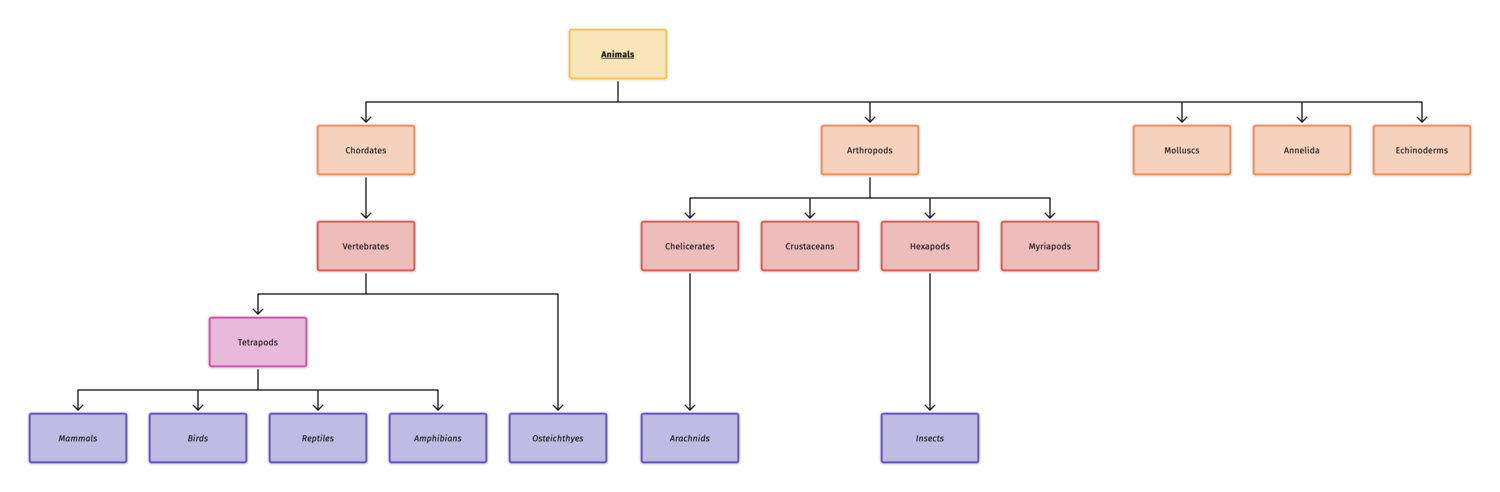 Animals
Chordates
Arthropods
Molluscs
Annelida
Echinoderms
Vertebrates
Chelicerates
Crustaceans
Hexapods
Myriapods
Tetrapods
Mammals
Birds
Reptiles
Amphibians
Osteichthyes
Arachnids
Insects